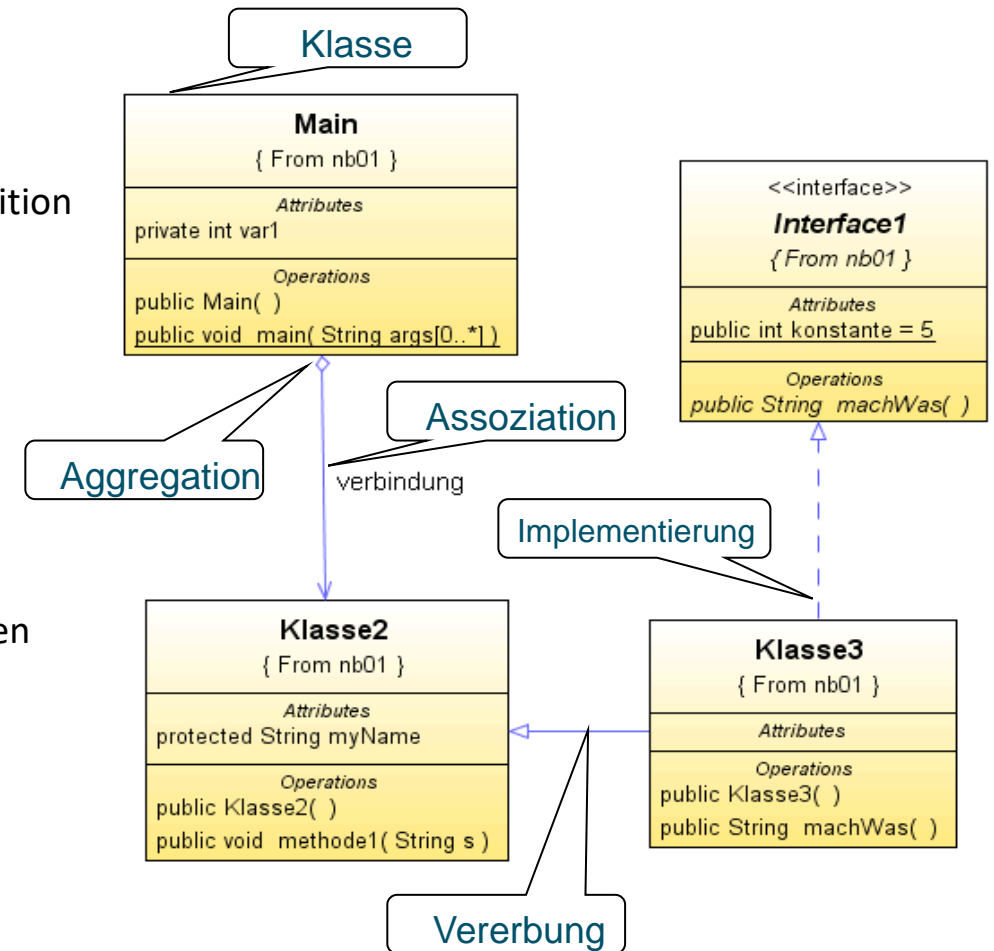 Klasse
Main
{ From nb01 }
Attributes
private int var1
Operations
public Main( )
public void main( String args[0..*] )
ition
<<interface>>
Interface1
{ From nb01 }
Attributes
public int konstante = 5
Operations
public String machWas( )
Assoziation
Aggregation
verbindung
Implementierung
en
Klasse2
{ From nb01 }
Attributes
protected String myName
Operations
public Klasse2( )
public void methode1( String s )
Klasse3
{ From nb01 }
Attributes
Operations
public Klasse3( )
public String machWas( )
Vererbung